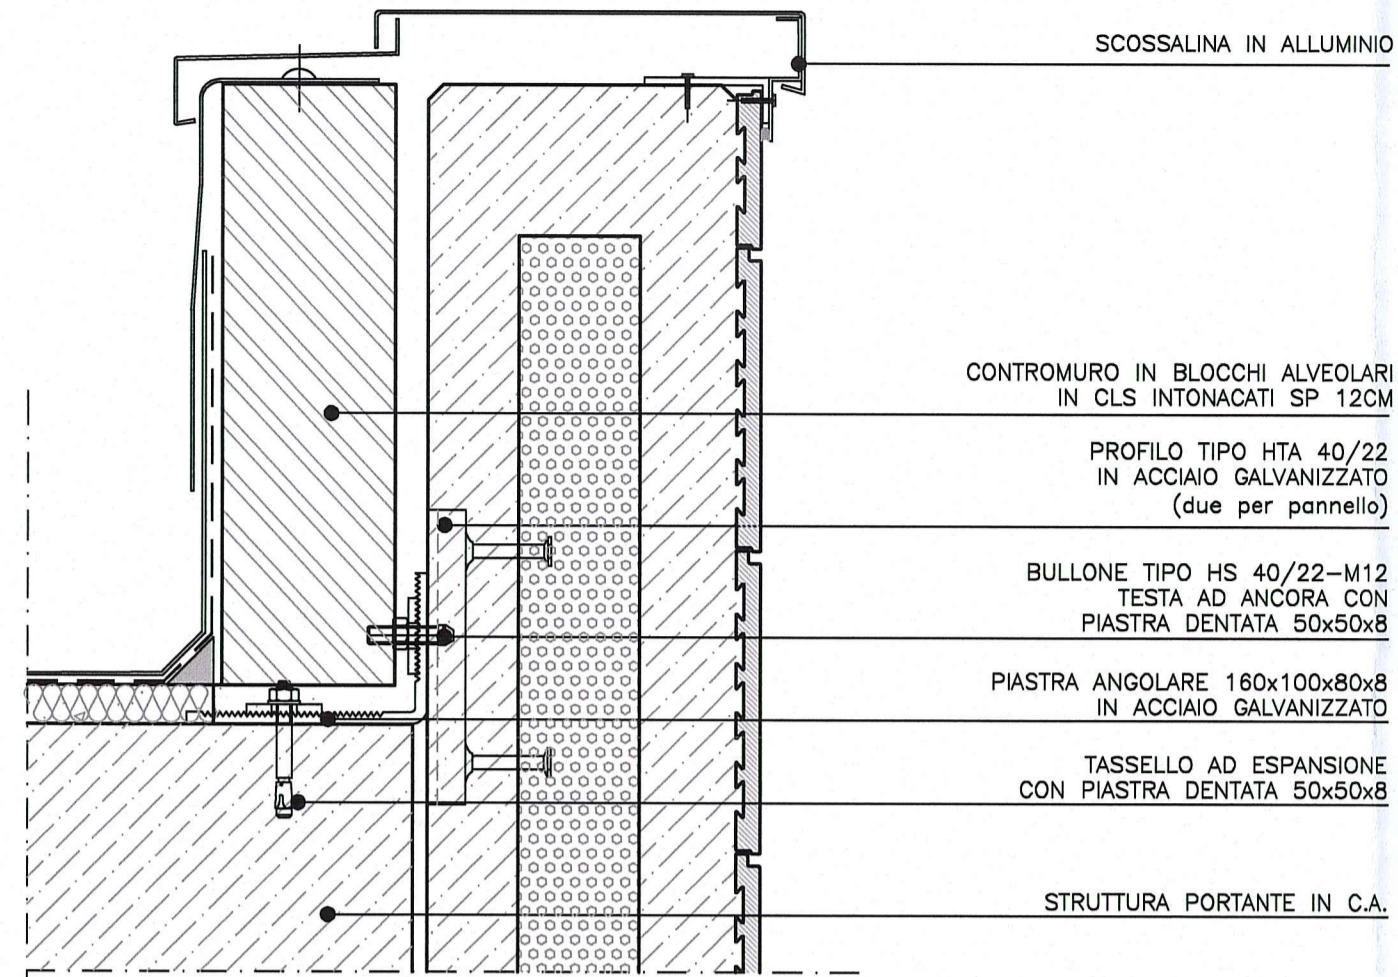 SCOSSALINA IN ALLUMINIO
CONTROMURO IN BLOCCHI ALVEOLARI
IN CLS INTONACATI SP 12CM
PROFILO TIPO HTA 40/22
IN ACCIAIO GALVANIZZATO
(due per pannello)
BULLONE TIPO HS 40/22-M12
TESTA AD ANCORA CON
PIASTRA DENTATA 50x50x8
PIASTRA ANGOLARE 160x100x80x8
IN ACCIAIO GALVANIZZATO
TASSELLO AD ESPANSIONE
CON PIASTRA DENTATA 50x50x8
STRUTTURA PORTANTE IN C.A.